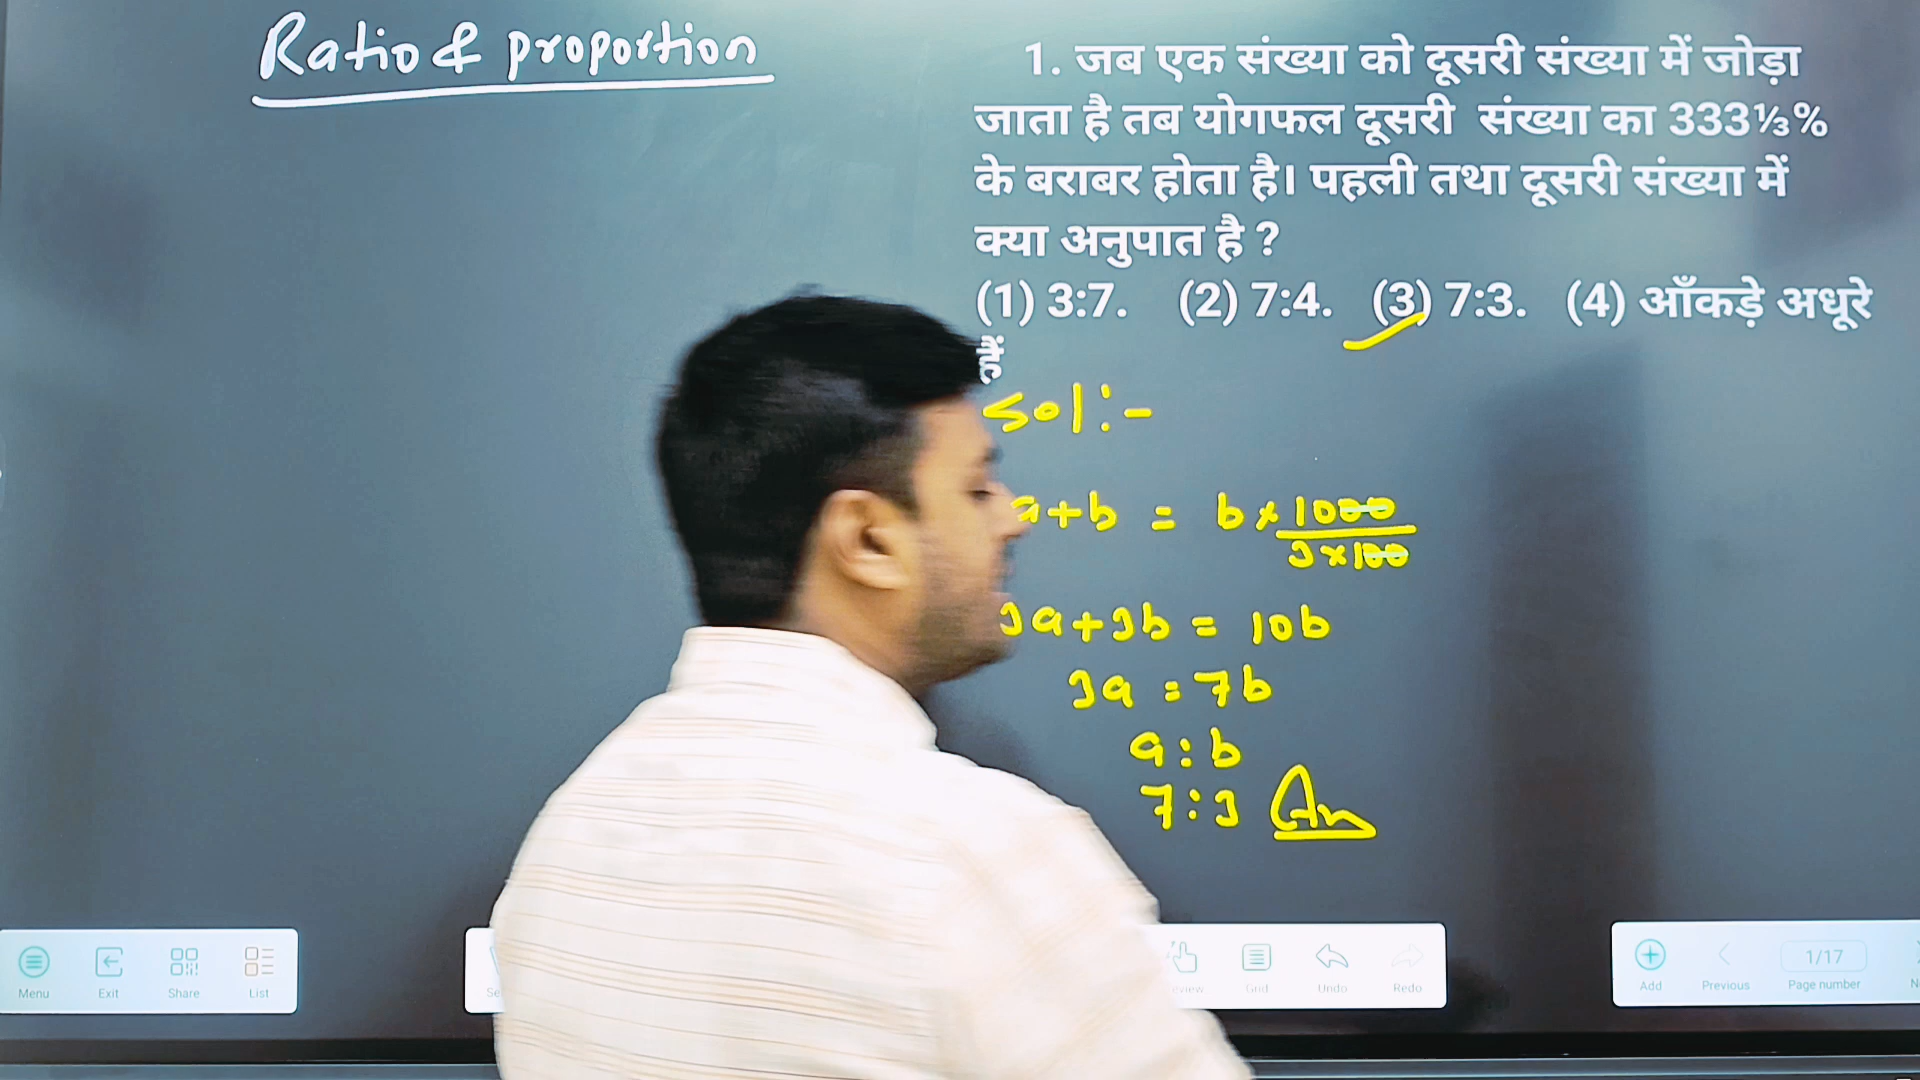 Ratio & proportion
1. जब एक संख्या को दूसरी संख्या में जोड़ा
जाता है तब योगफल दूसरी संख्या का 333⅓%
के बराबर होता है। पहली तथा दूसरी संख्या में
क्या अनुपात है ?
(1) 3:7. (2) 7:4. (3) 7:3. (4) आँकड़े अधूरे
हैं
Sol:-
a+b = b × 1000
3×100
3a+3b = 10b
3a = 7b
a : b
7 : 3 Ans
Menu Exit Share List Grid Undo Redo Add Previous 1/17 Page number